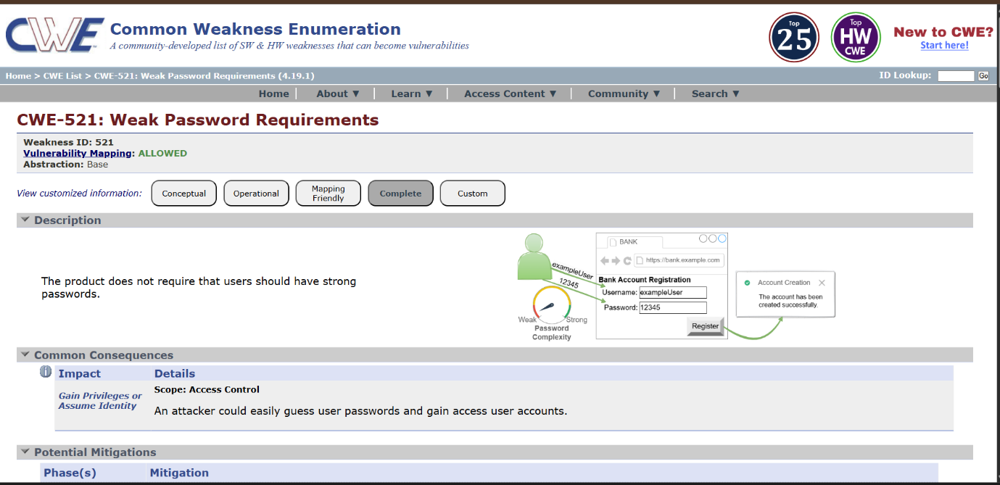 CWE Common Weakness Enumeration
A community-developed list of SW & HW weaknesses that can become vulnerabilities
Top 25
Top HW CWE
New to CWE?
Start here!
Home > CWE List > CWE-521: Weak Password Requirements (4.19.1)
ID Lookup: Go
Home About ▼ Learn ▼ Access Content ▼ Community ▼ Search ▼
CWE-521: Weak Password Requirements
Weakness ID: 521
Vulnerability Mapping: ALLOWED
Abstraction: Base
View customized information: Conceptual Operational Mapping Friendly Complete Custom
Description
The product does not require that users should have strong
passwords.
exampleUser
12345
Weak Strong
Password
Complexity
BANK
https://bank.example.com
Bank Account Registration
Username: exampleUser
Password: 12345
Register
Account Creation
The account has been
created successfully.
Common Consequences
Impact Details
Gain Privileges or
Assume Identity
Scope: Access Control
An attacker could easily guess user passwords and gain access user accounts.
Potential Mitigations
Phase(s) Mitigation